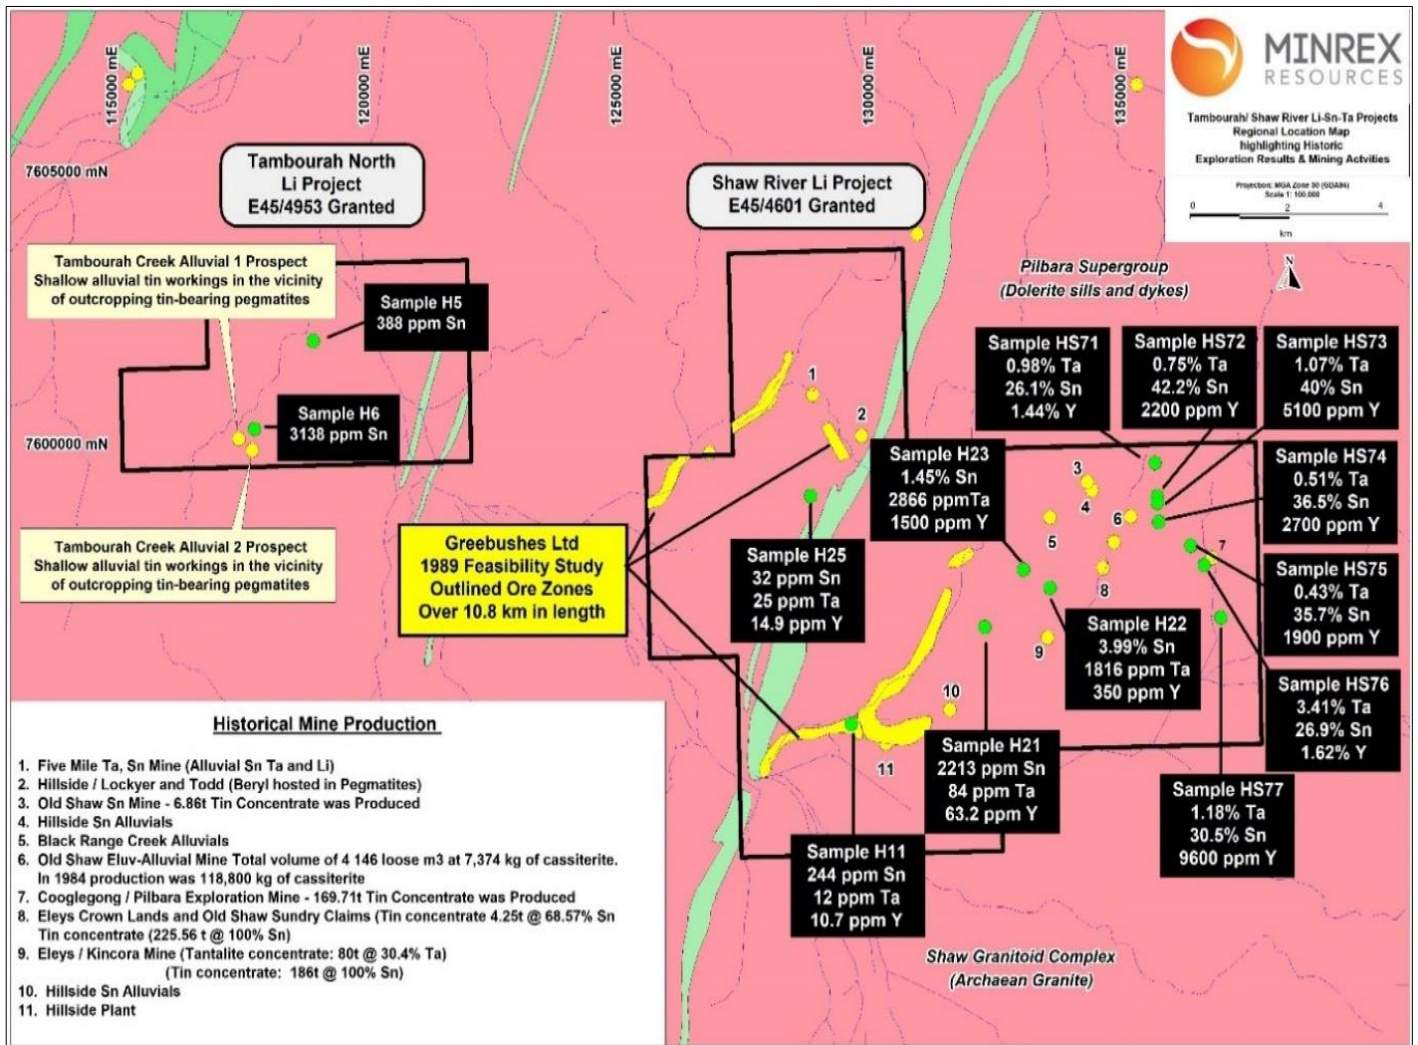 115000 mE
1200000 mE
1250000 mE
1300000 mE
135000 mE
MINREX
RESOURCES
Tambourah/ Shaw River Li-Sn-Ta Projects
Regional Location Map
highlighting Historic
Exploration Results & Mining Actvities
Projection: MGA Zone 50 (GDA94)
Scale 1: 100,000
0
2
4
km
N
7605000 mN
7600000 mN
Tambourah North
Li Project
E45/4953 Granted
Shaw River Li Project
E45/4601 Granted
Pilbara Supergroup
(Dolerite sills and dykes)
Tambourah Creek Alluvial 1 Prospect
Shallow alluvial tin workings in the vicinity
of outcropping tin-bearing pegmatites
Sample H5
388 ppm Sn
Sample H6
3138 ppm Sn
Tambourah Creek Alluvial 2 Prospect
Shallow alluvial tin workings in the vicinity
of outcropping tin-bearing pegmatites
Greebushes Ltd
1989 Feasibility Study
Outlined Ore Zones
Over 10.8 km in length
Sample HS71
0.98% Ta
26.1% Sn
1.44% Y
Sample HS72
0.75% Ta
42.2% Sn
2200 ppm Y
Sample HS73
1.07% Ta
40% Sn
5100 ppm Y
Sample H23
1.45% Sn
2866 ppmTa
1500 ppm Y
Sample HS74
0.51% Ta
36.5% Sn
2700 ppm Y
Sample H25
32 ppm Sn
25 ppm Ta
14.9 ppm Y
Sample HS75
0.43% Ta
35.7% Sn
1900 ppm Y
Sample H22
3.99% Sn
1816 ppm Ta
350 ppm Y
Sample HS76
3.41% Ta
26.9% Sn
1.62% Y
Sample H21
2213 ppm Sn
84 ppm Ta
63.2 ppm Y
Sample HS77
1.18% Ta
30.5% Sn
9600 ppm Y
Sample H11
244 ppm Sn
12 ppm Ta
10.7 ppm Y
1
2
3
4
5
6
7
8
9
10
11
Shaw Granitoid Complex
(Archaean Granite)
Historical Mine Production
1. Five Mile Ta, Sn Mine (Alluvial Sn Ta and Li)
2. Hillside / Lockyer and Todd (Beryl hosted in Pegmatites)
3. Old Shaw Sn Mine - 6.86t Tin Concentrate was Produced
4. Hillside Sn Alluvials
5. Black Range Creek Alluvials
6. Old Shaw Eluv-Alluvial Mine Total volume of 4 146 loose m3 at 7,374 kg of cassiterite.
In 1984 production was 118,800 kg of cassiterite
7. Cooglegong / Pilbara Exploration Mine - 169.71t Tin Concentrate was Produced
8. Eleys Crown Lands and Old Shaw Sundry Claims (Tin concentrate 4.25t @ 68.57% Sn
Tin concentrate (225.56 t @ 100% Sn)
9. Eleys / Kincora Mine (Tantalite concentrate: 80t @ 30.4% Ta)
(Tin concentrate: 186t @ 100% Sn)
10. Hillside Sn Alluvials
11. Hillside Plant